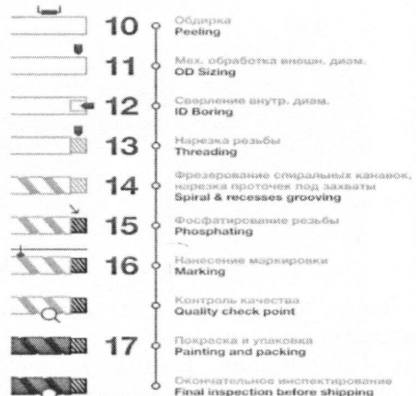 10
Обдирка
Peeling
11
Мех. обработка внешн. диам.
OD Sizing
12
Сверление внутр. диам.
ID Boring
13
Нарезка резьбы
Threading
14
Фрезерование спиральных канавок,
нарезка проточек под захваты
Spiral & recesses grooving
15
Фосфатирование резьбы
Phosphating
16
Нанесение маркировки
Marking
Контроль качества
Quality check point
17
Покраска и упаковка
Painting and packing
Окончательное инспектирование
Final inspection before shipping